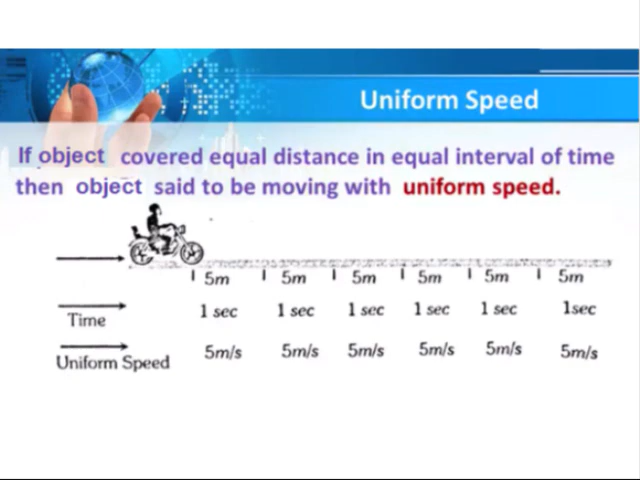 Uniform Speed
If object covered equal distance in equal interval of time
then object said to be moving with uniform speed.
5m 5m 5m 5m 5m 5m
Time 1 sec 1 sec 1 sec 1 sec 1 sec 1sec
Uniform Speed 5m/s 5m/s 5m/s 5m/s 5m/s 5m/s